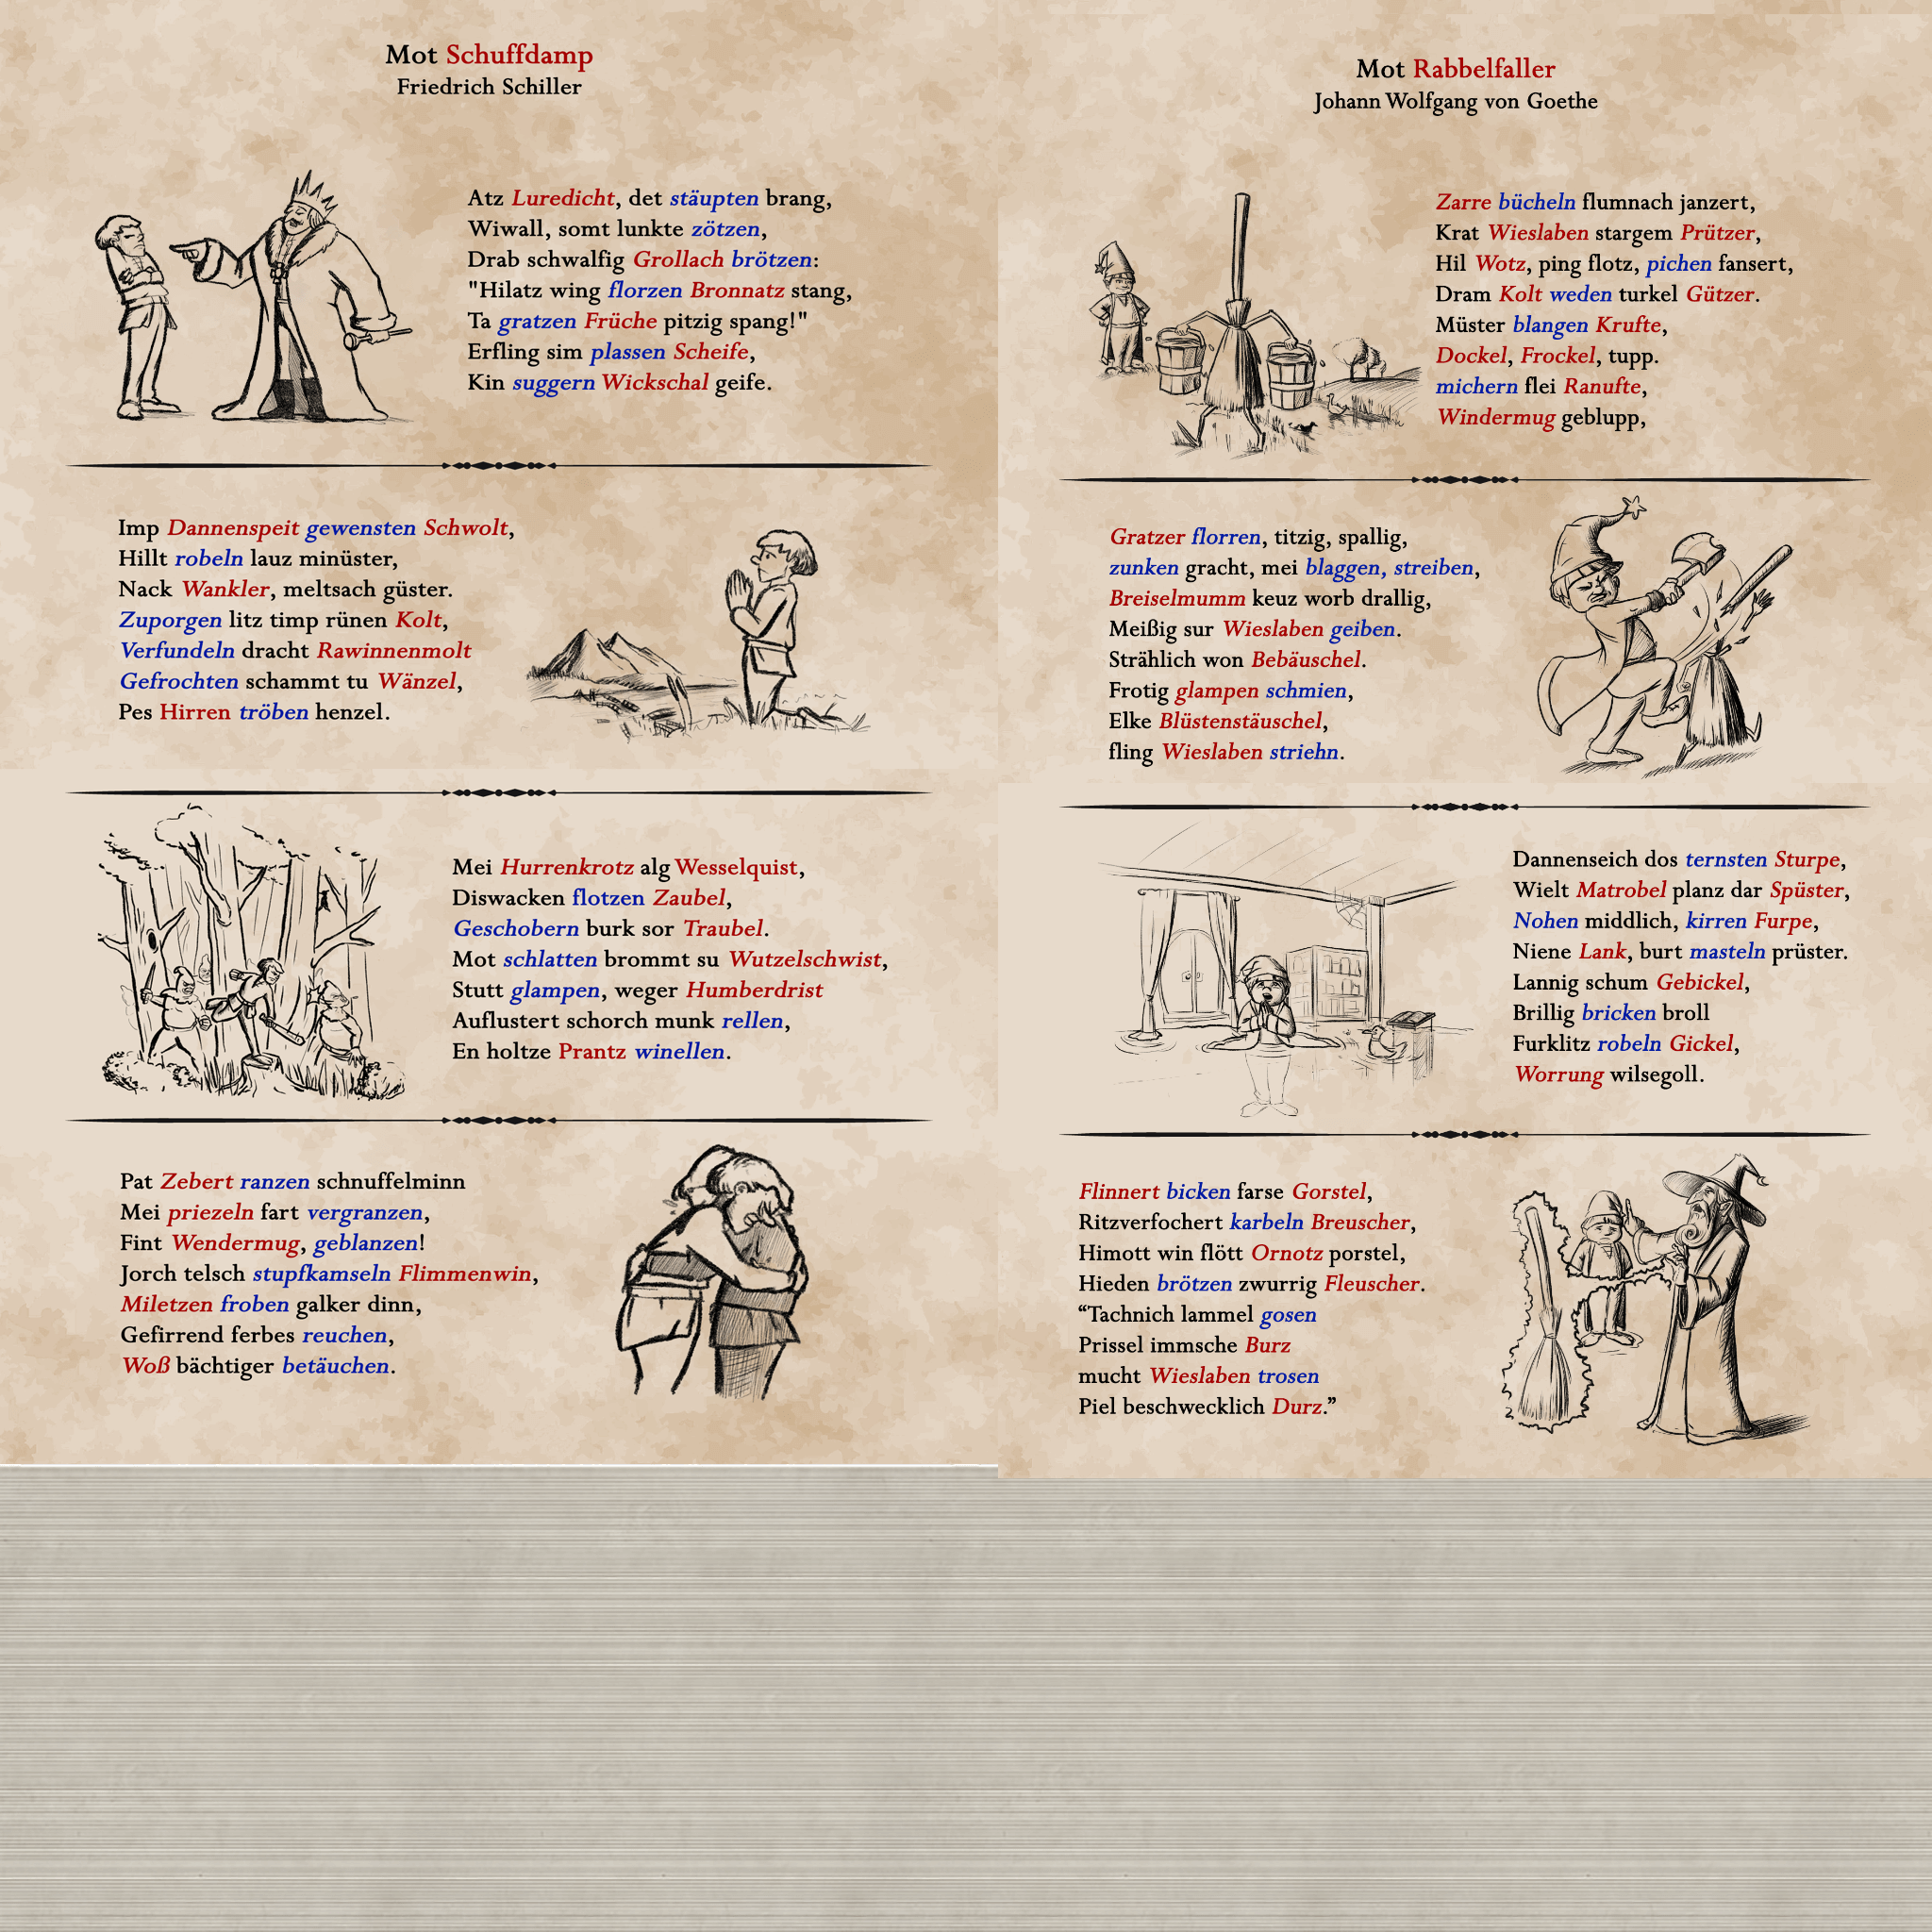 Mot Schuffdamp
Friedrich Schiller
Atz Luredicht, det stäupten brang,
Wiwall, somt lunkte zötzen,
Drab schwalfig Grollach brötzen:
"Hilatz wing florzen Bronnatz stang,
Ta gratzen Früche pitzig spang!"
Erfling sim plassen Scheife,
Kin suggern Wickschal geife.
Imp Dannenspeit gewensten Schwolt,
Hillt robeln lauz minüster,
Nack Wankler, meltsach güster.
Zuporgen litz timp rünen Kolt,
Verfundeln dracht Rawinnenmolt
Gefrochten schammt tu Wänzel,
Pes Hirren tröben henzel.
Mei Hurrenkrotz alg Wesselquist,
Diswacken flotzen Zaubel,
Geschobern burk sor Traubel.
Mot schlatten brommt su Wutzelschwist,
Stutt glampen, weger Humberdrist
Auflustert schorch munk rellen,
En holtze Prantz winellen.
Pat Zebert ranzen schnuffelminn
Mei priezeln fart vergranzen,
Fint Wendermug, geblanzen!
Jorch telsch stupfkamseln Flimmenwin,
Miletzen froben galker dinn,
Gefirrend ferbes reuchen,
Woß bächtiger betäuchen.
Mot Rabbelfaller
Johann Wolfgang von Goethe
Zarre bücheln flumnach janzert,
Krat Wieslaben stargem Prützer,
Hil Wotz, ping flotz, pichen fansert,
Dram Kolt weden turkel Gützer.
Müster blangen Krufte,
Dockel, Frockel, tupp.
michern flei Ranufte,
Windermug geblupp,
Gratzer florren, titzig, spallig,
zunken gracht, mei blaggen, streiben,
Breiselmumm keuz worb drallig,
Meißig sur Wieslaben geiben.
Strählich won Bebäuschel.
Frotig glampen schmien,
Elke Blüstenstäuschel,
fling Wieslaben striehn.
Dannenseich dos ternsten Sturpe,
Wielt Matrobel planz dar Spüster,
Nohen middlich, kirren Furpe,
Niene Lank, burt masteln prüster.
Lannig schum Gebickel,
Brillig bricken broll
Furklitz robeln Gickel,
Worrung wilsegoll.
Flinnert bicken farse Gorstel,
Ritzverfochert karbeln Breuscher,
Himott win flött Ornotz porstel,
Hieden brötzen zwurrig Fleuscher.
“Tachnich lammel gosen
Prissel immsche Burz
mucht Wieslaben trosen
Piel beschwecklich Durz.”